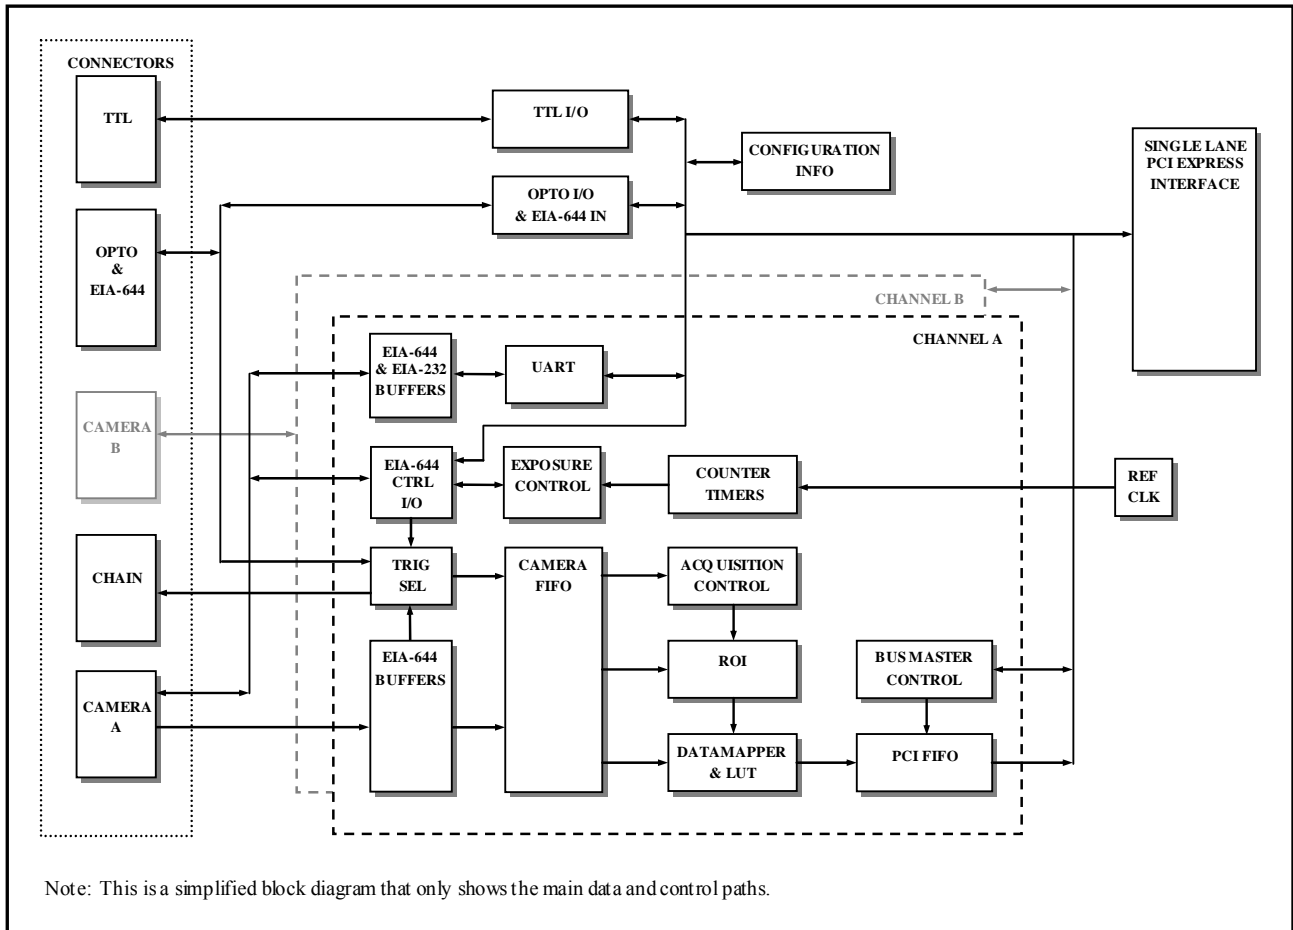 CONNECTORS
TTL
OPTO
&
EIA-644
CAMERA
B
CHAIN
CAMERA
A
TTL I/O
OPTO I/O
& EIA-644 IN
CONFIGURATION
INFO
SINGLE LANE
PCI EXPRESS
INTERFACE
CHANNEL B
CHANNEL A
EIA-644
& EIA-232
BUFFERS
UART
EIA-644
CTRL
I/O
EXPOSURE
CONTROL
COUNTER
TIMERS
REF
CLK
TRIG
SEL
CAMERA
FIFO
ACQUISITION
CONTROL
EIA-644
BUFFERS
ROI
BUS MASTER
CONTROL
DATAMAPPER
& LUT
PCI FIFO
Note: This is a simplified block diagram that only shows the main data and control paths.